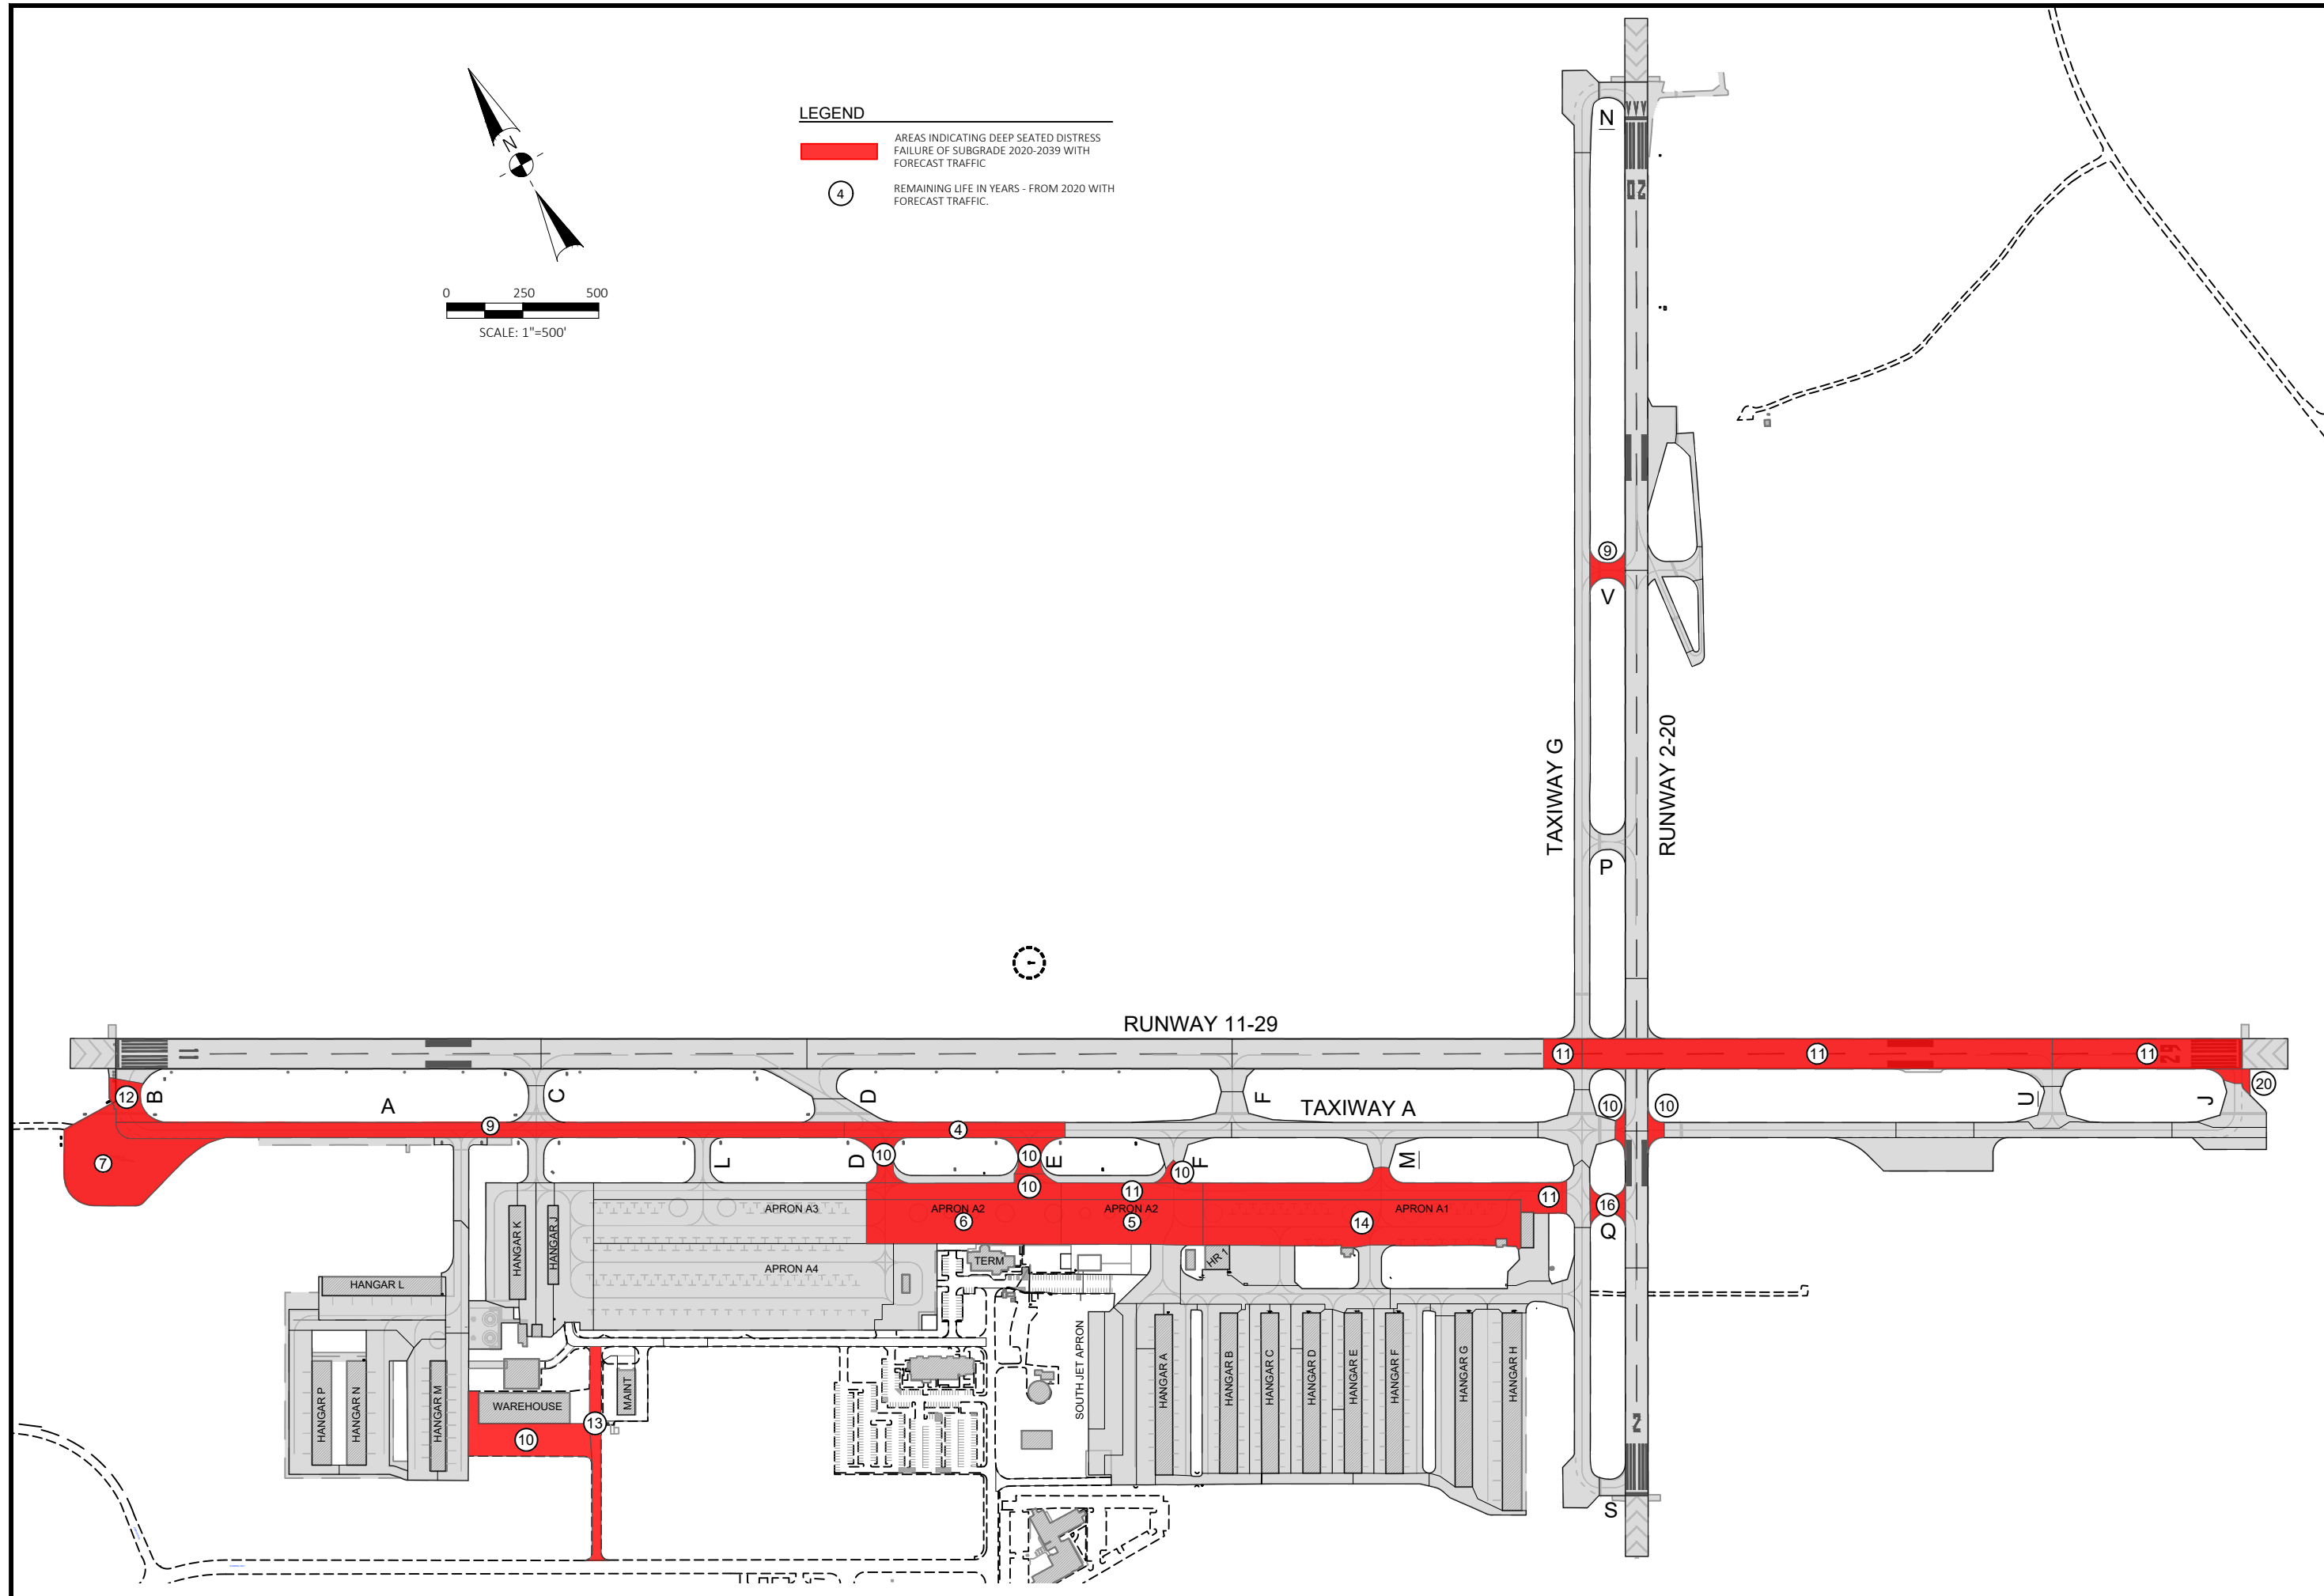 N
LEGEND
AREAS INDICATING DEEP SEATED DISTRESS
FAILURE OF SUBGRADE 2020-2039 WITH
FORECAST TRAFFIC
4
REMAINING LIFE IN YEARS - FROM 2020 WITH
FORECAST TRAFFIC.
0 250 500
SCALE: 1"=500'
N
20
9
V
TAXIWAY G
RUNWAY 2-20
P
RUNWAY 11-29
11
11
11
11
29
12
B
A
C
D
F
TAXIWAY A
10
10
U
J
20
9
4
7
L
D
10
10
E
10
F
M
10
11
11
16
Q
APRON A3
APRON A2
6
APRON A2
5
14
APRON A1
HANGAR K
HANGAR J
APRON A4
TERM
HR 1
HANGAR L
HANGAR P
HANGAR N
HANGAR M
WAREHOUSE
MAINT
13
10
SOUTH JET APRON
HANGAR A
HANGAR B
HANGAR C
HANGAR D
HANGAR E
HANGAR F
HANGAR G
HANGAR H
2
S